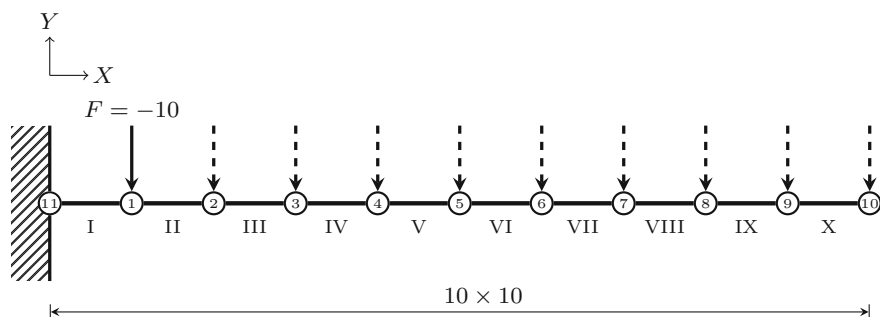 Y
X
F = −10
11 1 2 3 4 5 6 7 8 9 10
I II III IV V VI VII VIII IX X
10 × 10